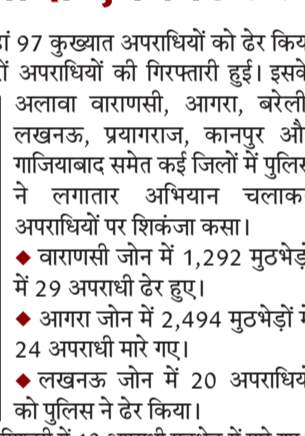 97 कुख्यात अपराधियों को ढेर
अपराधियों की गिरफ्तारी हुई। इसके
अलावा वाराणसी, आगरा, बरेली
लखनऊ, प्रयागराज, कानपुर
गाजियाबाद समेत कई जिलों में पुलिस
ने लगातार अभियान चलाक
अपराधियों पर शिकंजा कसा।
◆ वाराणसी जोन में 1,292 मुठभेड़
में 29 अपराधी ढेर हुए।
◆ आगरा जोन में 2,494 मुठभेड़ों
24 अपराधी मारे गए।
◆ लखनऊ जोन में 20
को पुलिस ने ढेर किया।